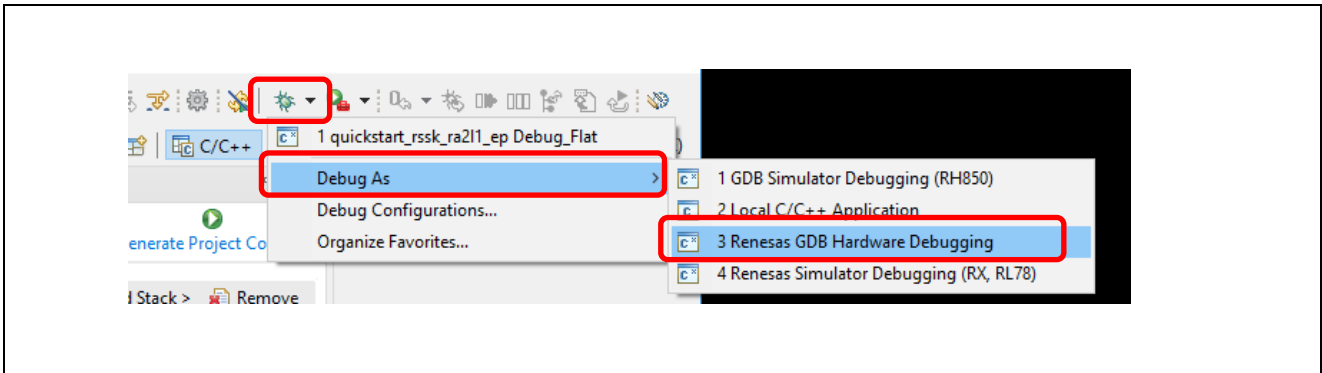 1 quickstart_rssk_ra2l1_ep Debug_Flat
C/C++
Debug As
1 GDB Simulator Debugging (RH850)
Debug Configurations...
2 Local C/C++ Application
enerate Project Co
Organize Favorites...
3 Renesas GDB Hardware Debugging
4 Renesas Simulator Debugging (RX, RL78)
d Stack >
Remove